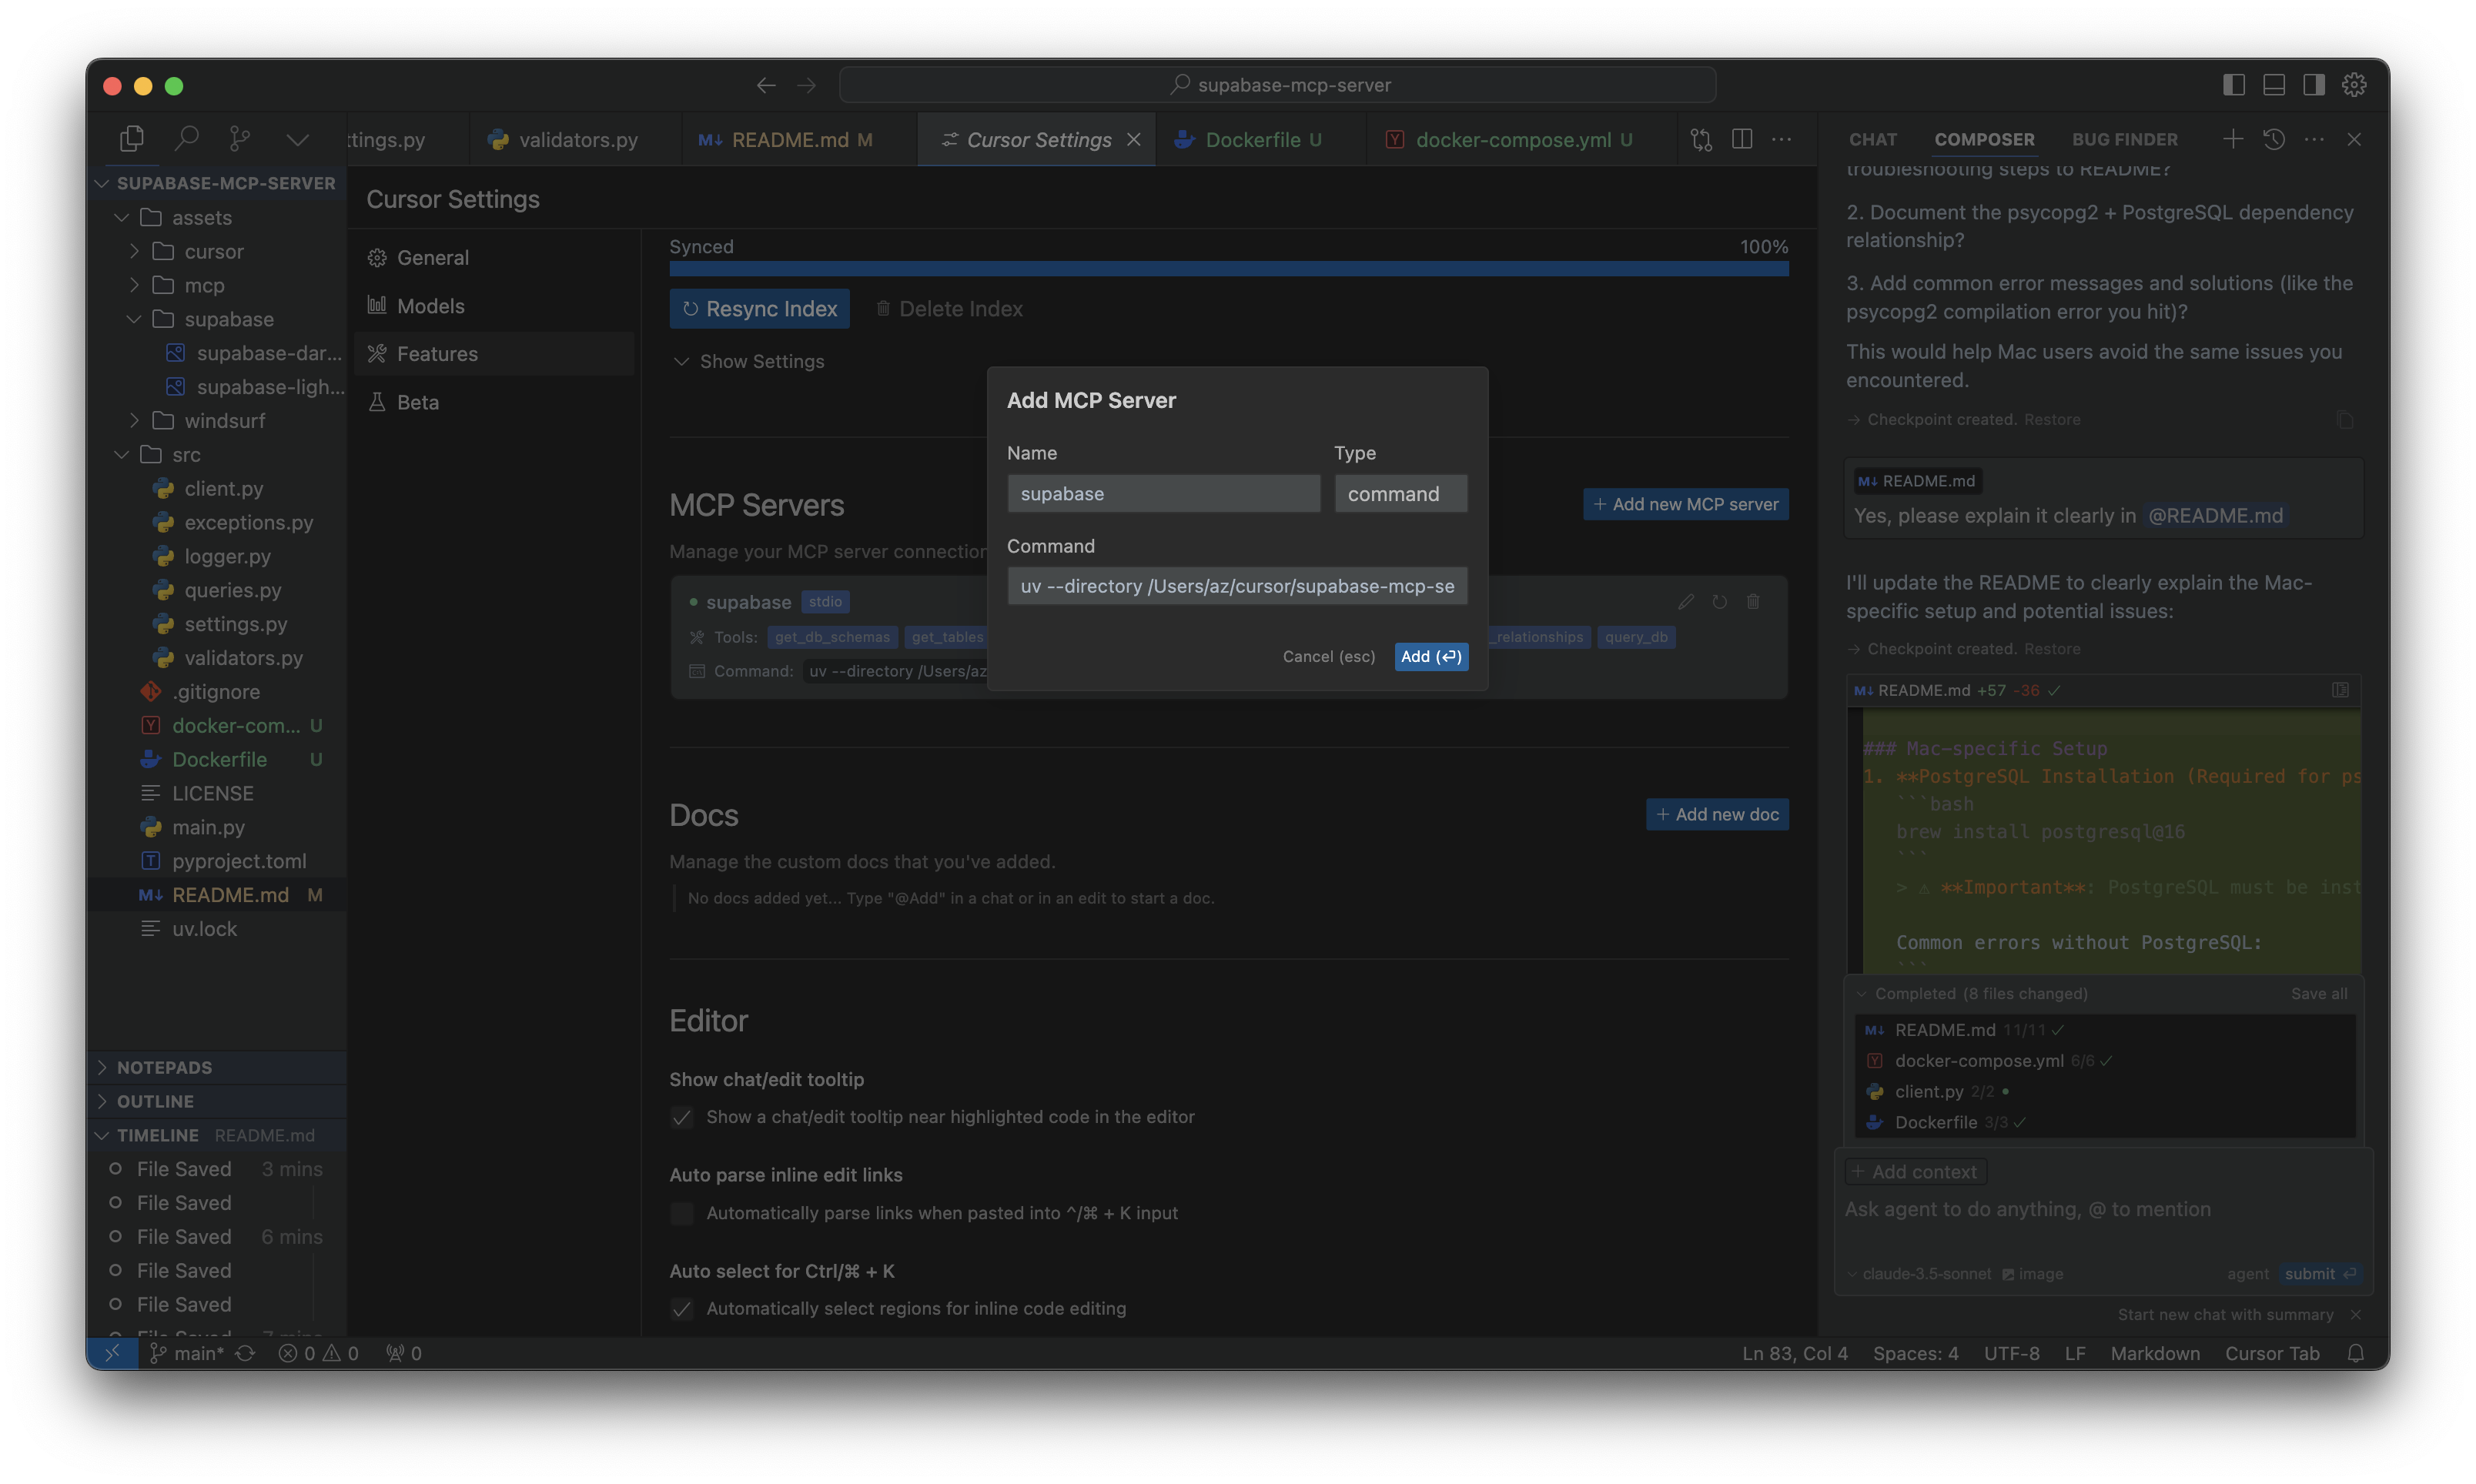 supabase-mcp-server
ttings.py
validators.py
README.md M
Cursor Settings
Dockerfile U
docker-compose.yml U
CHAT
COMPOSER
BUG FINDER
SUPABASE-MCP-SERVER
assets
cursor
mcp
supabase
supabase-dar...
supabase-ligh...
windsurf
src
client.py
exceptions.py
logger.py
queries.py
settings.py
validators.py
.gitignore
docker-com... U
Dockerfile U
LICENSE
main.py
pyproject.toml
README.md M
uv.lock
NOTEPADS
OUTLINE
TIMELINE README.md
File Saved 3 mins
File Saved
File Saved 6 mins
File Saved
File Saved
File Saved 7 mins
Cursor Settings
General
Models
Features
Beta
Synced 100%
Resync Index
Delete Index
Show Settings
MCP Servers
+ Add new MCP server
Manage your MCP server connection
supabase stdio
Tools: get_db_schemas get_tables _relationships query_db
Command: uv --directory /Users/az
Add MCP Server
Name Type
supabase command
Command
uv --directory /Users/az/cursor/supabase-mcp-se
Cancel (esc) Add (⏎)
Docs
+ Add new doc
Manage the custom docs that you've added.
No docs added yet... Type "@Add" in a chat or in an edit to start a doc.
Editor
Show chat/edit tooltip
Show a chat/edit tooltip near highlighted code in the editor
Auto parse inline edit links
Automatically parse links when pasted into ^/⌘ + K input
Auto select for Ctrl/⌘ + K
Automatically select regions for inline code editing
troubleshooting steps to README?
2. Document the psycopg2 + PostgreSQL dependency
relationship?
3. Add common error messages and solutions (like the
psycopg2 compilation error you hit)?
This would help Mac users avoid the same issues you
encountered.
Checkpoint created. Restore
README.md
Yes, please explain it clearly in @README.md
I'll update the README to clearly explain the Mac-
specific setup and potential issues:
Checkpoint created. Restore
README.md +57 -36
### Mac-specific Setup
1. **PostgreSQL Installation (Required for ps
```bash
brew install postgresql@16
```
> ⚠ **Important**: PostgreSQL must be inst
Common errors without PostgreSQL:
```
Completed (8 files changed) Save all
README.md 11/11
docker-compose.yml 6/6
client.py 2/2
Dockerfile 3/3
+ Add context
Ask agent to do anything, @ to mention
claude-3.5-sonnet image agent submit ⏎
Start new chat with summary
main* 0 0 0
Ln 83, Col 4 Spaces: 4 UTF-8 LF Markdown Cursor Tab